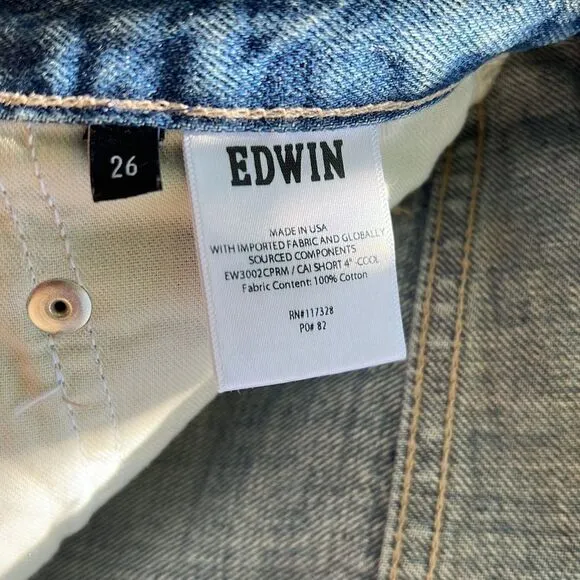 26
EDWIN
MADE IN USA
WITH IMPORTED FABRIC AND GLOBALLY
SOURCED COMPONENTS
EW3002CPRM / CAI SHORT 4" -COOL
Fabric Content: 100% Cotton
RN#117328
PO# 82